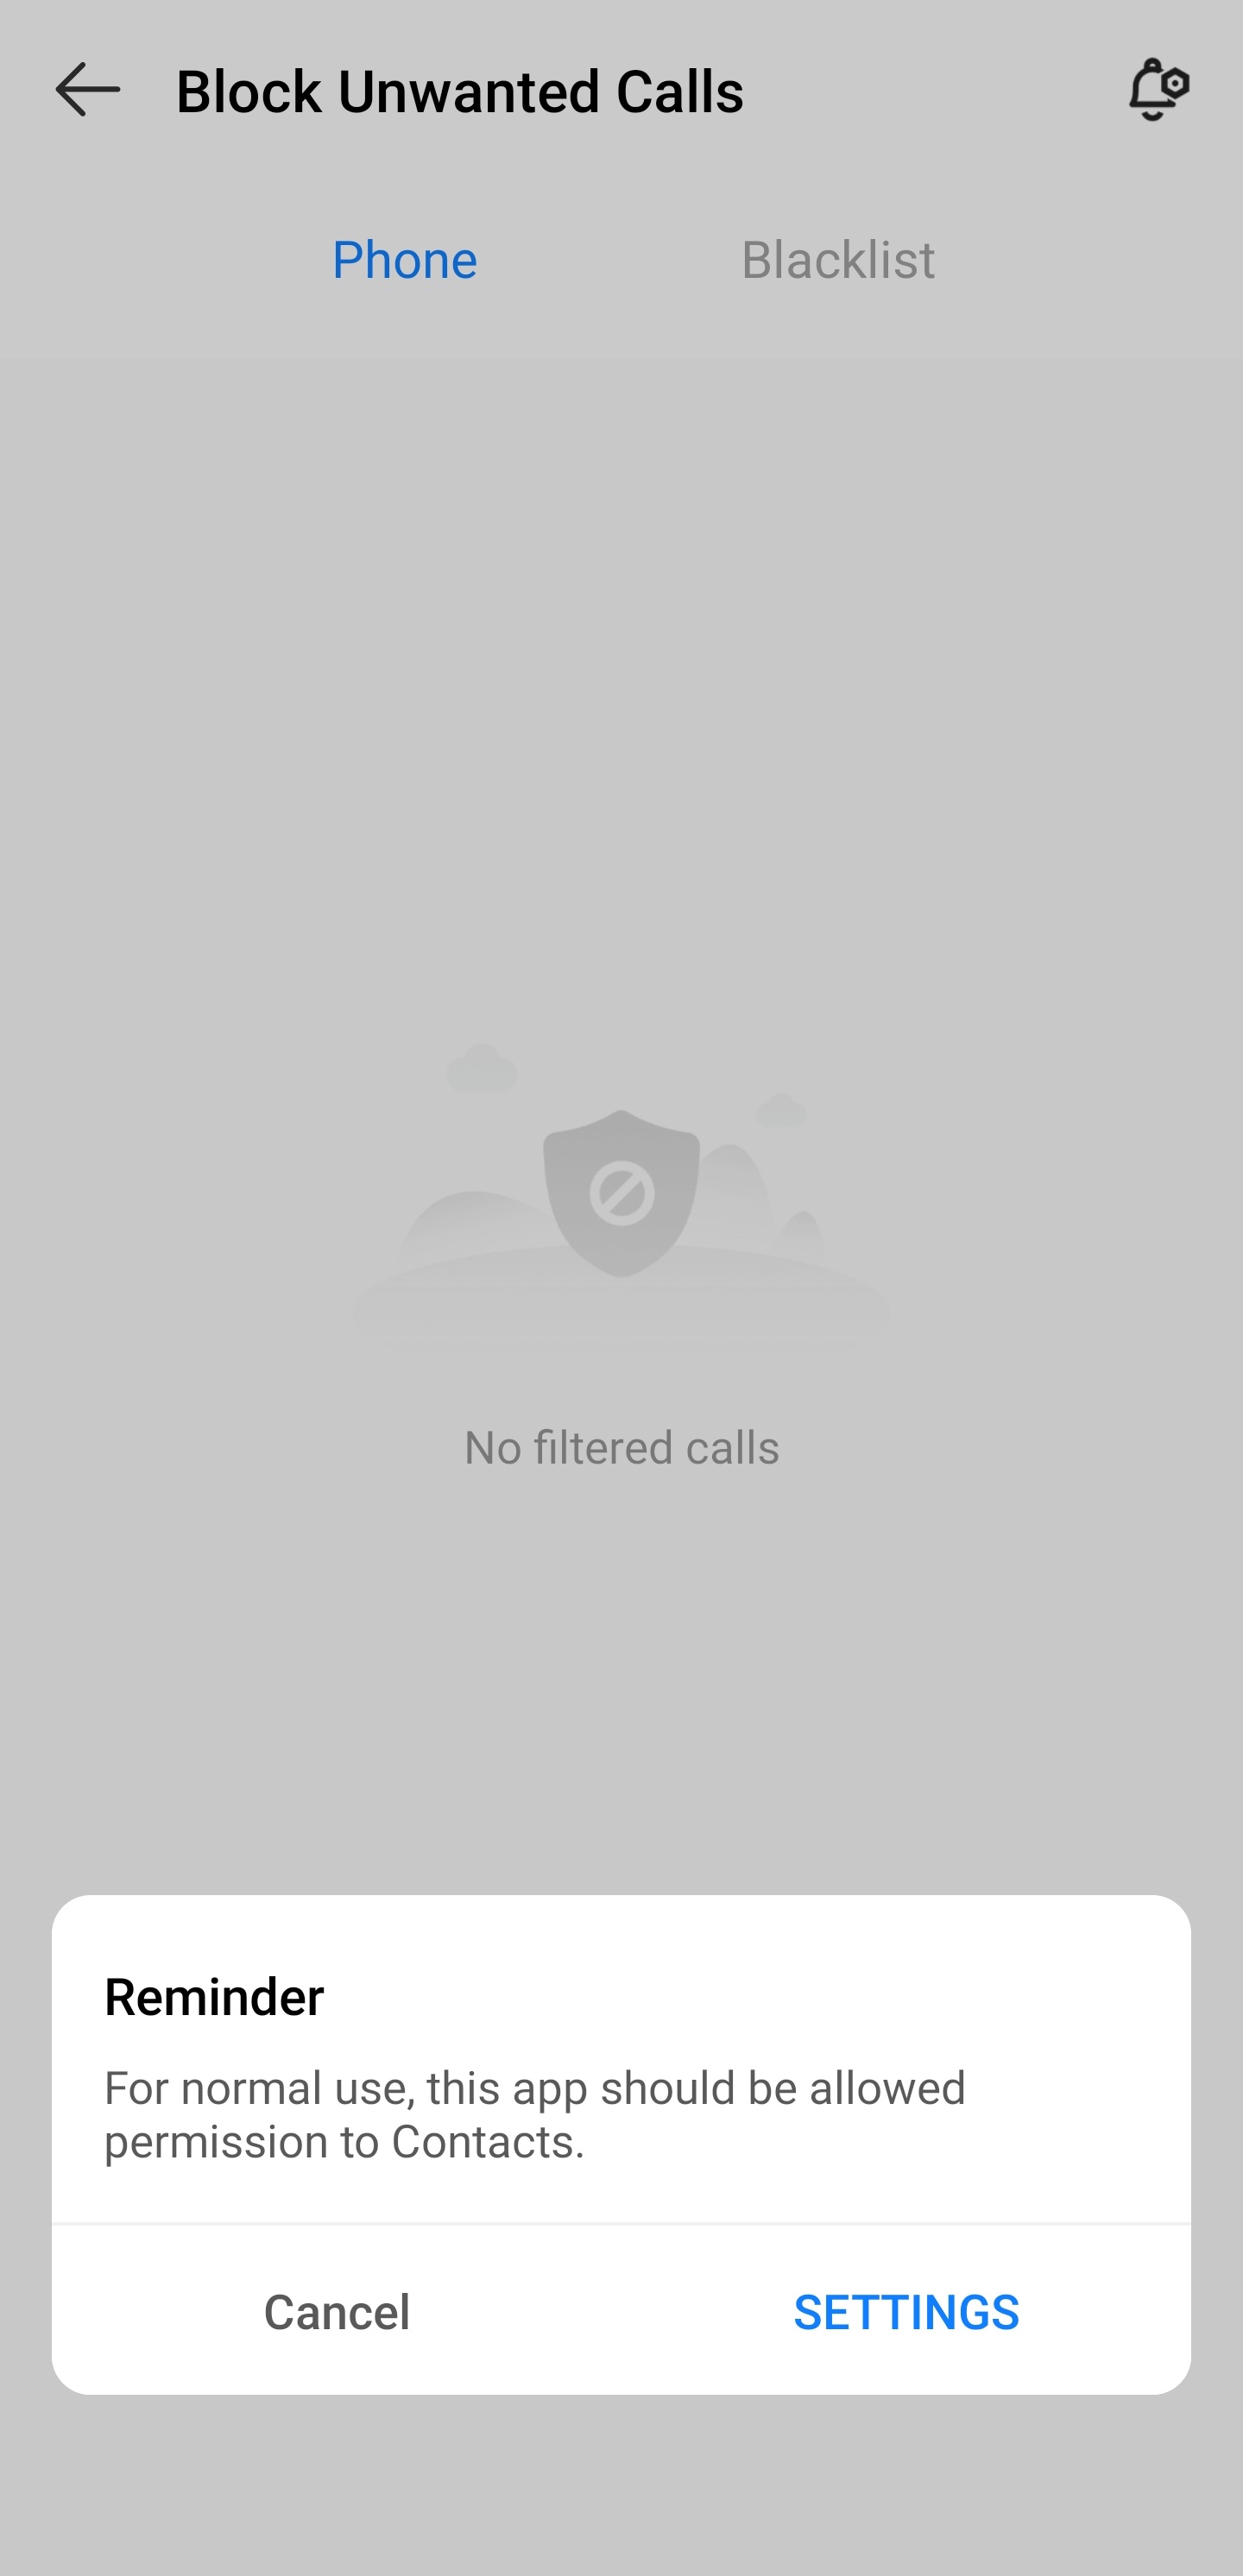 Block Unwanted Calls
Phone
Blacklist
No filtered calls
Reminder
For normal use, this app should be allowed
permission to Contacts.
Cancel
SETTINGS